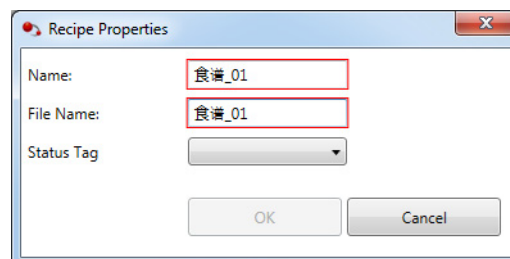 Recipe Properties
Name: 食谱_01
File Name: 食谱_01
Status Tag
OK Cancel